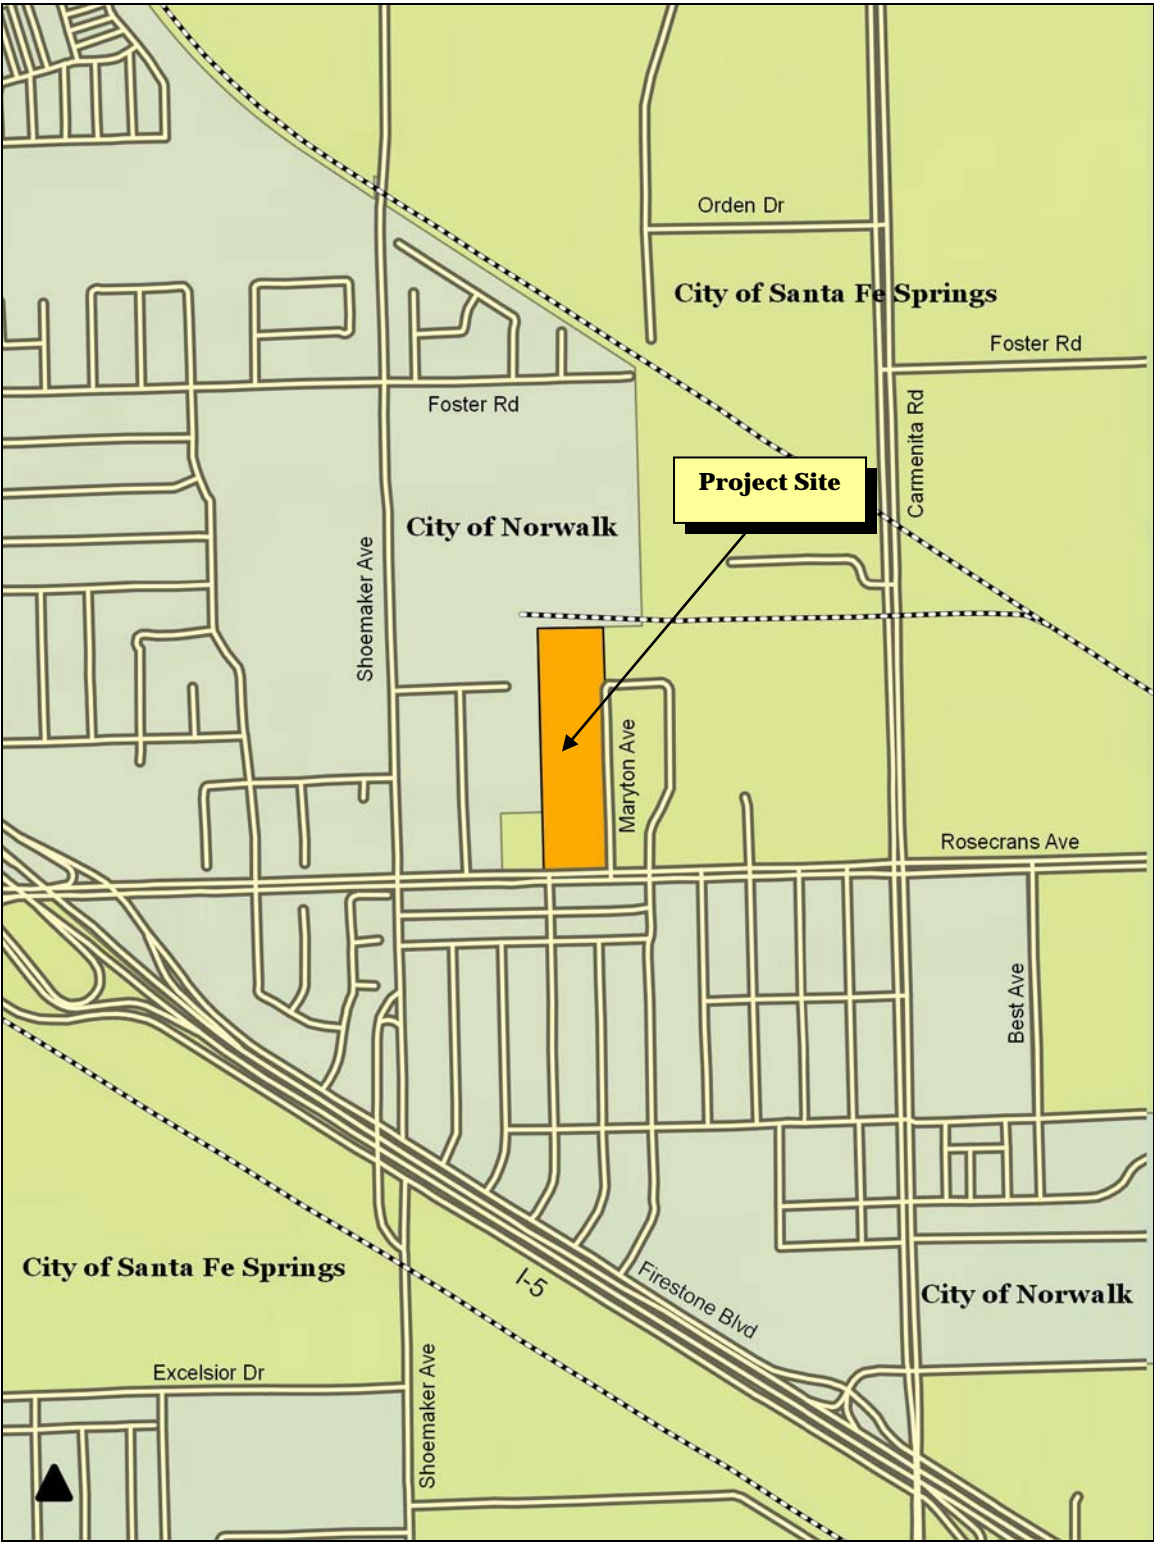 Orden Dr
City of Santa Fe Springs
Foster Rd
Carmenita Rd
Foster Rd
Project Site
City of Norwalk
Shoemaker Ave
Maryton Ave
Rosecrans Ave
Best Ave
City of Santa Fe Springs
I-5
Firestone Blvd
City of Norwalk
Excelsior Dr
Shoemaker Ave